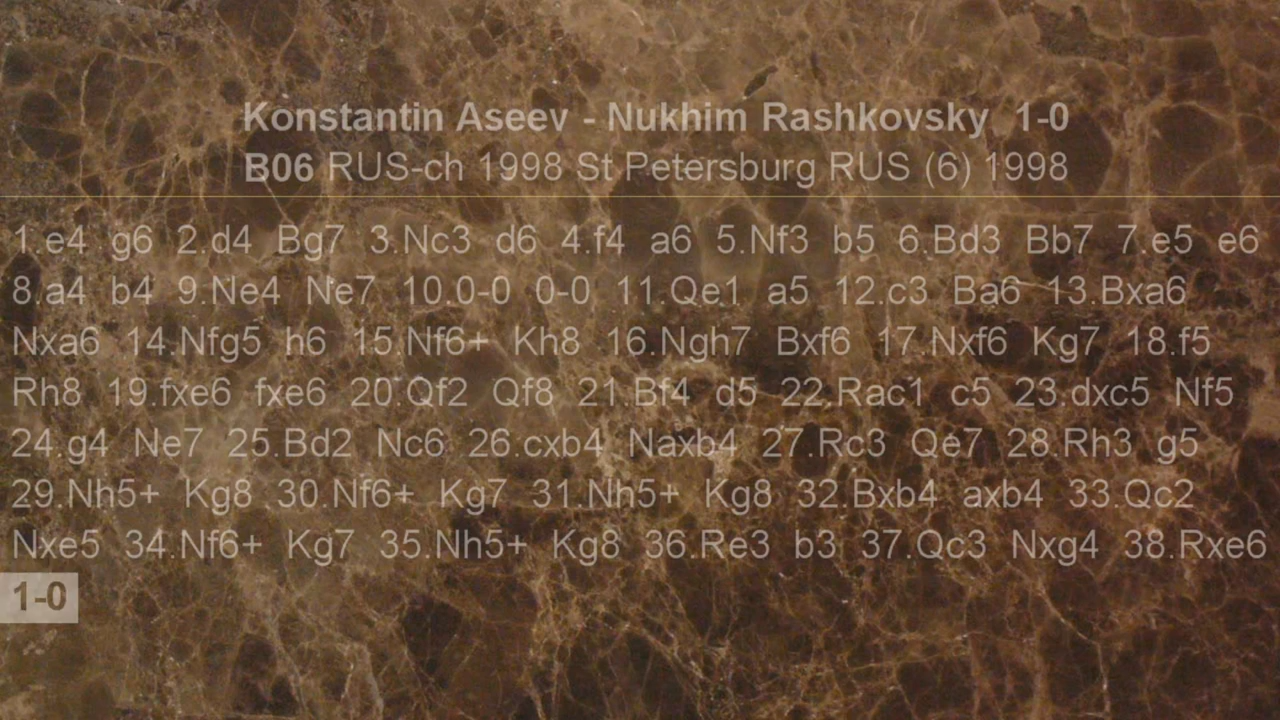 Konstantin Aseev - Nukhim Rashkovsky 1-0
B06 RUS-ch 1998 St Petersburg RUS (6) 1998
1.e4 g6 2.d4 Bg7 3.Nc3 d6 4.f4 a6 5.Nf3 b5 6.Bd3 Bb7 7.e5 e6
8.a4 b4 9.Ne4 Ne7 10.0-0 0-0 11.Qe1 a5 12.c3 Ba6 13.Bxa6
Nxa6 14.Nfg5 h6 15.Nf6+ Kh8 16.Ngh7 Bxf6 17.Nxf6 Kg7 18.f5
Rh8 19.fxe6 fxe6 20.Qf2 Qf8 21.Bf4 d5 22.Rac1 c5 23.dxc5 Nf5
24.g4 Ne7 25.Bd2 Nc6 26.cxb4 Naxb4 27.Rc3 Qe7 28.Rh3 g5
29.Nh5+ Kg8 30.Nf6+ Kg7 31.Nh5+ Kg8 32.Bxb4 axb4 33.Qc2
Nxe5 34.Nf6+ Kg7 35.Nh5+ Kg8 36.Re3 b3 37.Qc3 Nxg4 38.Rxe6
1-0